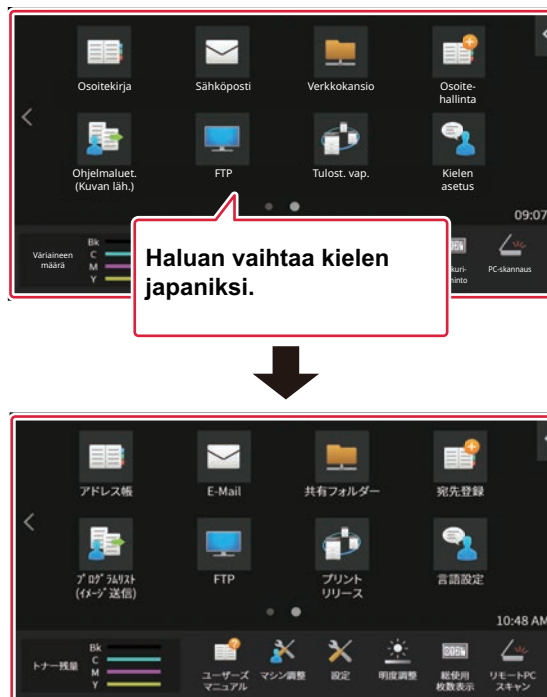 Osoitekirja
Sähköposti
Verkkokansio
Osoite-
hallinta
Ohjelmaluet.
(Kuvan läh.)
FTP
Tulost. vap.
Kielen
asetus
09:07
Väriaineen
määrä
Bk
C
M
Y
PC-skannaus
Haluan vaihtaa kielen
japaniksi.
アドレス帳
E-Mail
共有フォルダー
宛先登録
プログラムリスト
(イメージ送信)
FTP
プリント
リリース
言語設定
10:48 AM
トナー残量
Bk
C
M
Y
ユーザーズ
マニュアル
マシン調整
設定
明度調整
総使用
枚数表示
リモートPC
スキャン